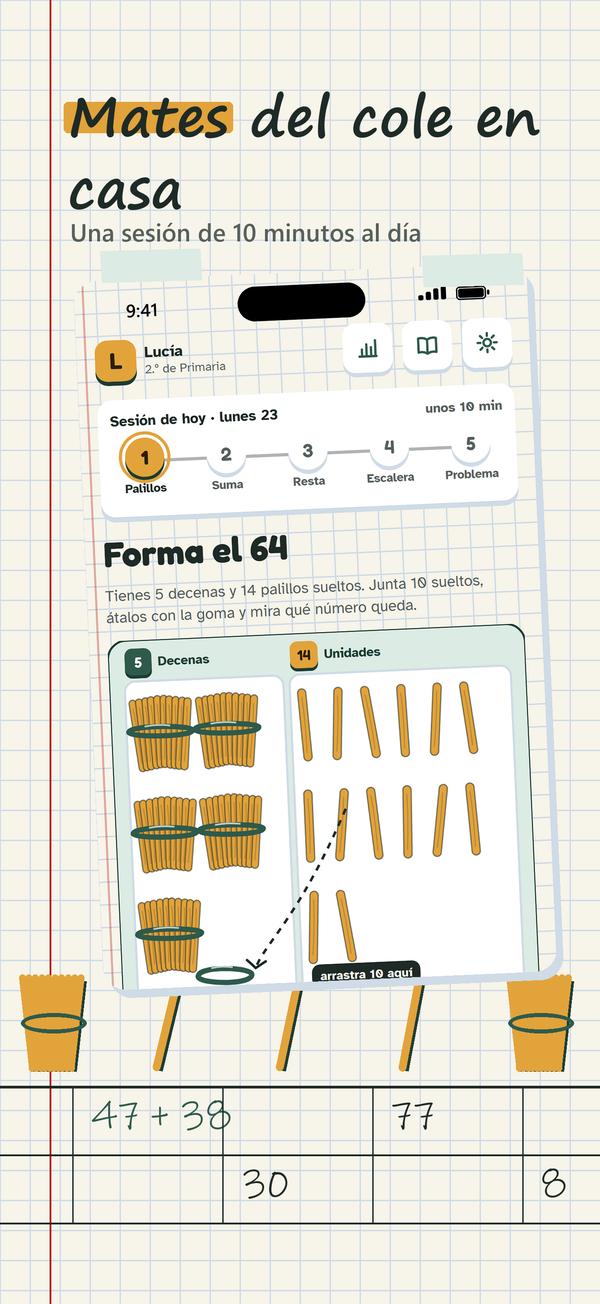 Mates del cole en
casa
Una sesión de 10 minutos al día
9:41
L
Lucía
2.º de Primaria
Sesión de hoy · lunes 23
unos 10 min
1
2
3
4
5
Palillos
Suma
Resta
Escalera
Problema
Forma el 64
Tienes 5 decenas y 14 palillos sueltos. Junta 10 sueltos,
átalos con la goma y mira qué número queda.
5 Decenas
14 Unidades
arrastra 10 aquí
47 + 38
77
30
8